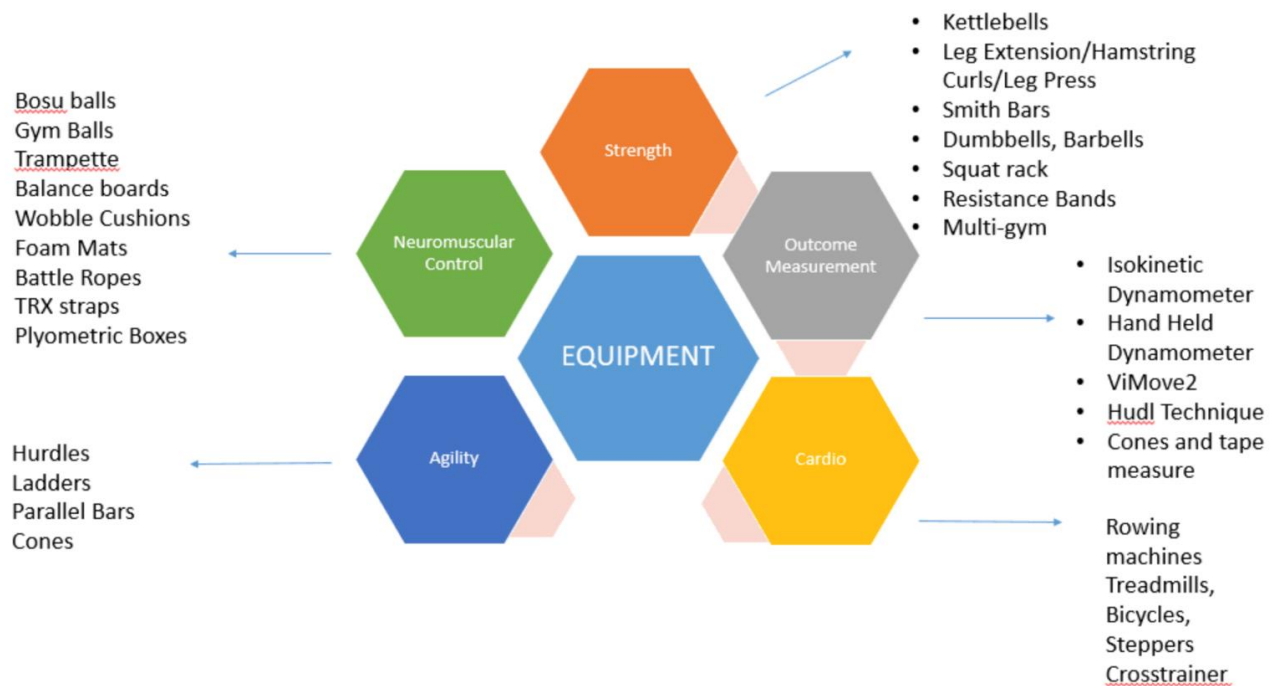 Kettlebells
Leg Extension/Hamstring
Curls/Leg Press
Smith Bars
Dumbbells, Barbells
Squat rack
Resistance Bands
Multi-gym
Bosu balls
Gym Balls
Trampette
Balance boards
Wobble Cushions
Foam Mats
Battle Ropes
TRX straps
Plyometric Boxes
Strength
Neuromuscular
Control
Outcome
Measurement
Isokinetic
Dynamometer
Hand Held
Dynamometer
ViMove2
Hudl Technique
Cones and tape
measure
EQUIPMENT
Hurdles
Ladders
Parallel Bars
Cones
Agility
Cardio
Rowing
machines
Treadmills,
Bicycles,
Steppers
Crosstrainer